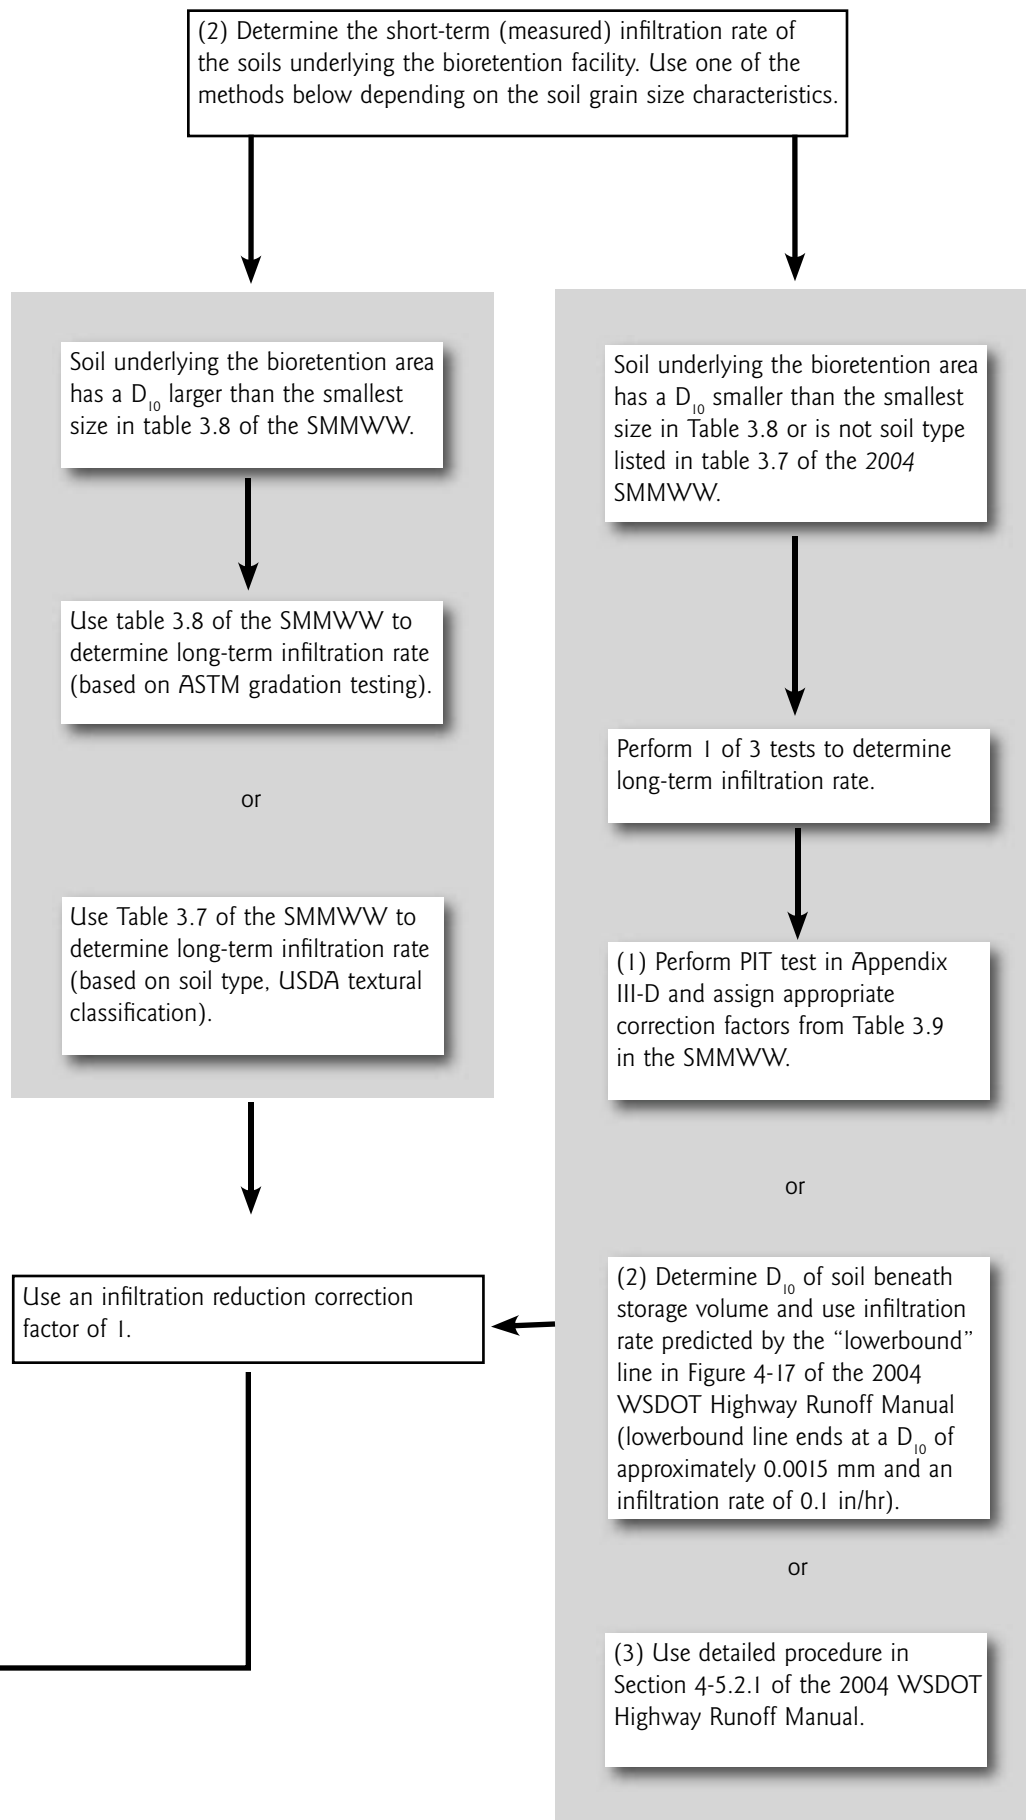 (2) Determine the short-term (measured) infiltration rate of
the soils underlying the bioretention facility. Use one of the
methods below depending on the soil grain size characteristics.
Soil underlying the bioretention area
has a D10 larger than the smallest
size in table 3.8 of the SMMWW.
Use table 3.8 of the SMMWW to
determine long-term infiltration rate
(based on ASTM gradation testing).
or
Use Table 3.7 of the SMMWW to
determine long-term infiltration rate
(based on soil type, USDA textural
classification).
Use an infiltration reduction correction
factor of 1.
Soil underlying the bioretention area
has a D10 smaller than the smallest
size in Table 3.8 or is not soil type
listed in table 3.7 of the 2004
SMMWW.
Perform 1 of 3 tests to determine
long-term infiltration rate.
(1) Perform PIT test in Appendix
III-D and assign appropriate
correction factors from Table 3.9
in the SMMWW.
or
(2) Determine D10 of soil beneath
storage volume and use infiltration
rate predicted by the “lowerbound”
line in Figure 4-17 of the 2004
WSDOT Highway Runoff Manual
(lowerbound line ends at a D10 of
approximately 0.0015 mm and an
infiltration rate of 0.1 in/hr).
or
(3) Use detailed procedure in
Section 4-5.2.1 of the 2004 WSDOT
Highway Runoff Manual.